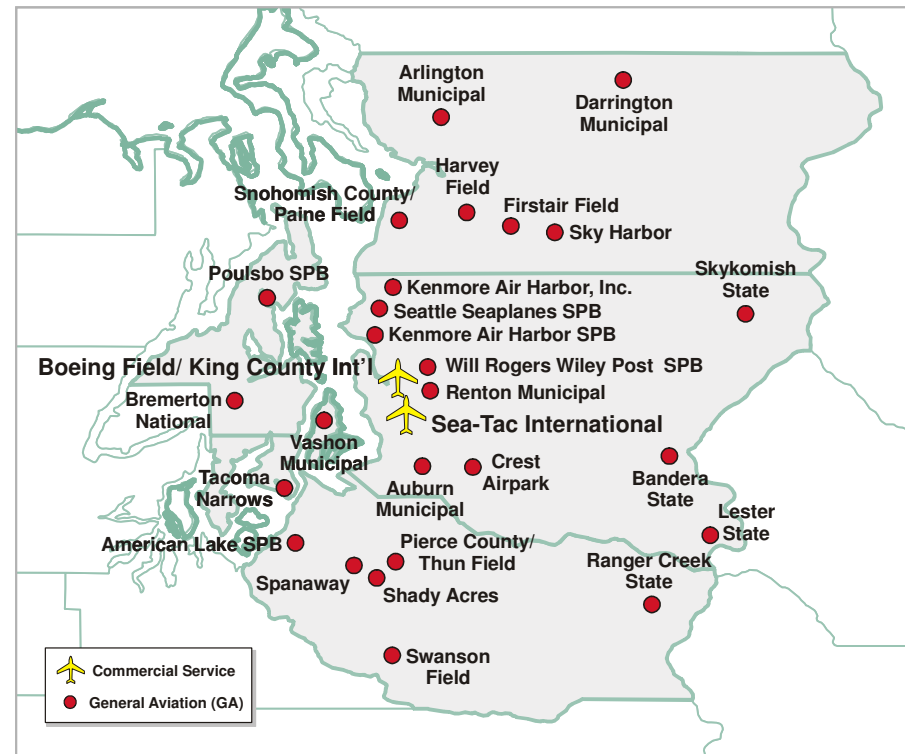 Arlington
Municipal
Darrington
Municipal
Harvey
Field
Snohomish County/
Paine Field
Firstair Field
Sky Harbor
Skykomish
State
Poulsbo SPB
Kenmore Air Harbor, Inc.
Seattle Seaplanes SPB
Kenmore Air Harbor SPB
Boeing Field/ King County Int'l
Will Rogers Wiley Post SPB
Renton Municipal
Bremerton
National
Sea-Tac International
Vashon
Municipal
Tacoma
Narrows
Auburn
Municipal
Crest
Airpark
Bandera
State
Lester
State
American Lake SPB
Pierce County/
Thun Field
Ranger Creek
State
Spanaway
Shady Acres
Swanson
Field
Commercial Service
General Aviation (GA)